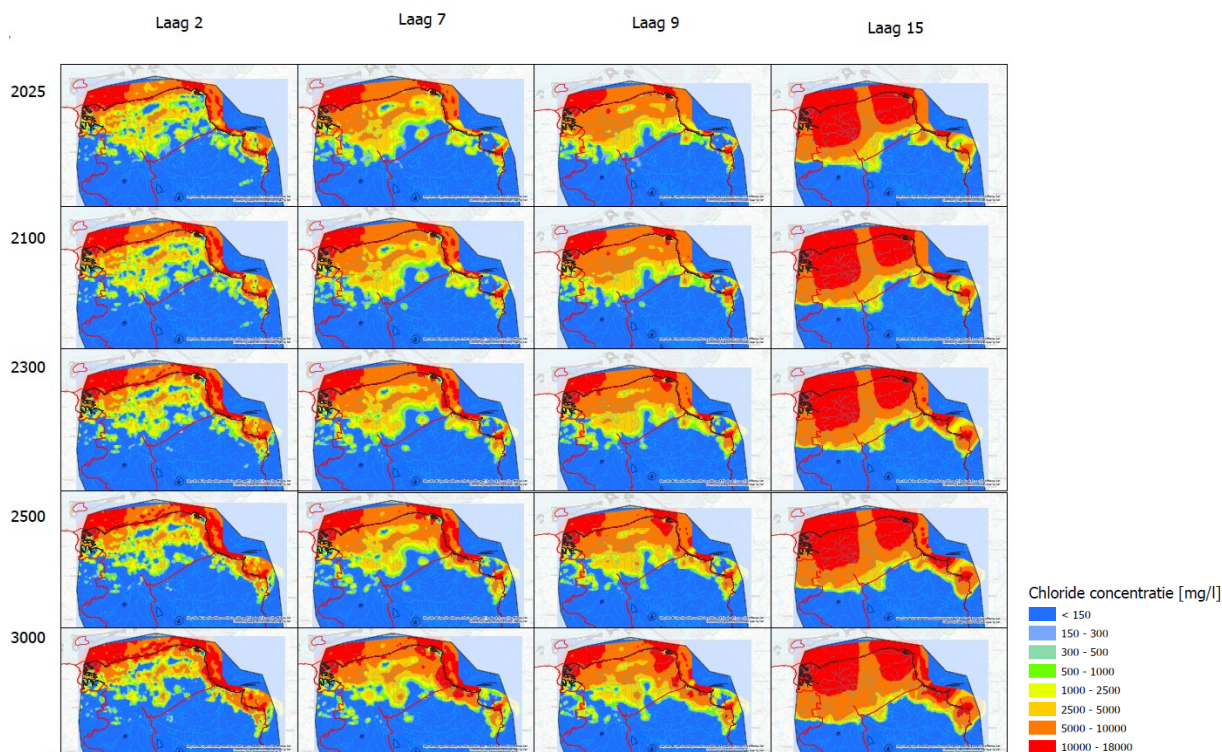 Laag 2
Laag 7
Laag 9
Laag 15
2025
2100
2300
2500
3000
Chloride concentratie [mg/l]
< 150
150 - 300
300 - 500
500 - 1000
1000 - 2500
2500 - 5000
5000 - 10000
10000 - 18000